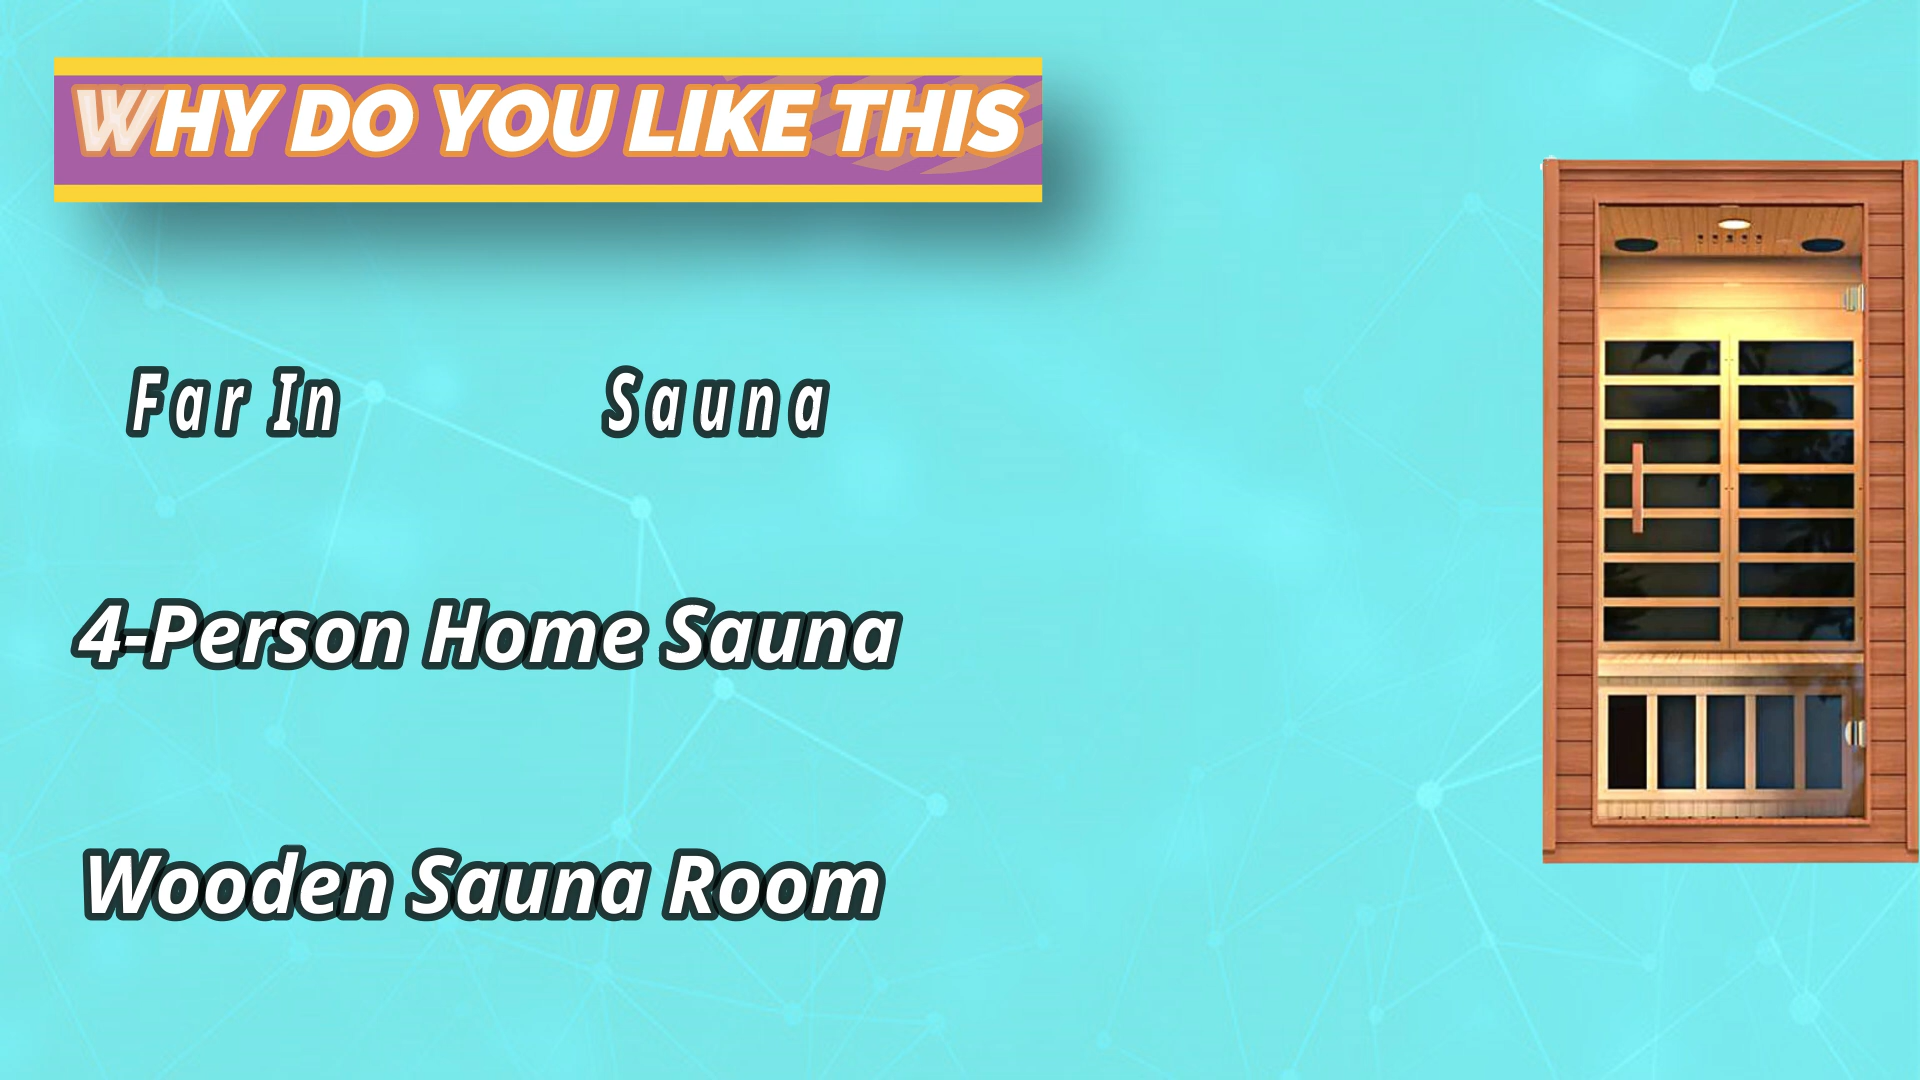 WHY DO YOU LIKE THIS
Far In Sauna
4-Person Home Sauna
Wooden Sauna Room